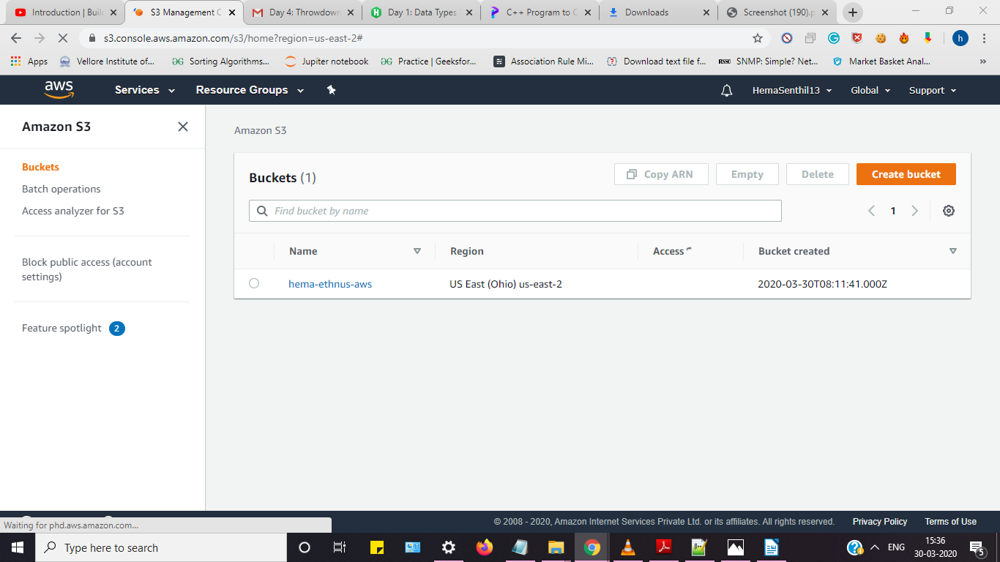 Introduction | Buil
S3 Management C
Day 4: Throwdown
Day 1: Data Types
C++ Program to C
Downloads
Screenshot (190).p
s3.console.aws.amazon.com/s3/home?region=us-east-2#
h
Apps
Vellore Institute of...
Sorting Algorithms...
Jupiter notebook
Practice | Geeksfor...
Association Rule Mi...
Download text file f...
SNMP: Simple? Net...
Market Basket Anal...
»
aws
Services
Resource Groups
HemaSenthil13
Global
Support
Amazon S3
Buckets
Batch operations
Access analyzer for S3
Block public access (account
settings)
Feature spotlight 2
Amazon S3
Buckets (1)
Copy ARN
Empty
Delete
Create bucket
Find bucket by name
1
Name
Region
Access
Bucket created
hema-ethnus-aws
US East (Ohio) us-east-2
2020-03-30T08:11:41.000Z
Waiting for phd.aws.amazon.com...
© 2008 - 2020, Amazon Internet Services Private Ltd. or its affiliates. All rights reserved.
Privacy Policy
Terms of Use
Type here to search
ENG
15:36
30-03-2020
5